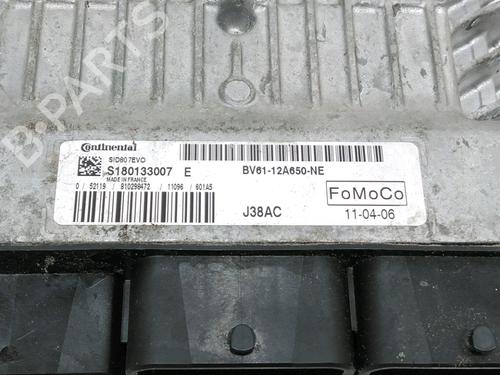 B-PARTS
Continental
SID807EVO
S180133007 E
MADE IN FRANCE
0 / 52119 / 810298472 / 11096 / 601A5
BV61-12A650-NE
FoMoCo
J38AC
11-04-06